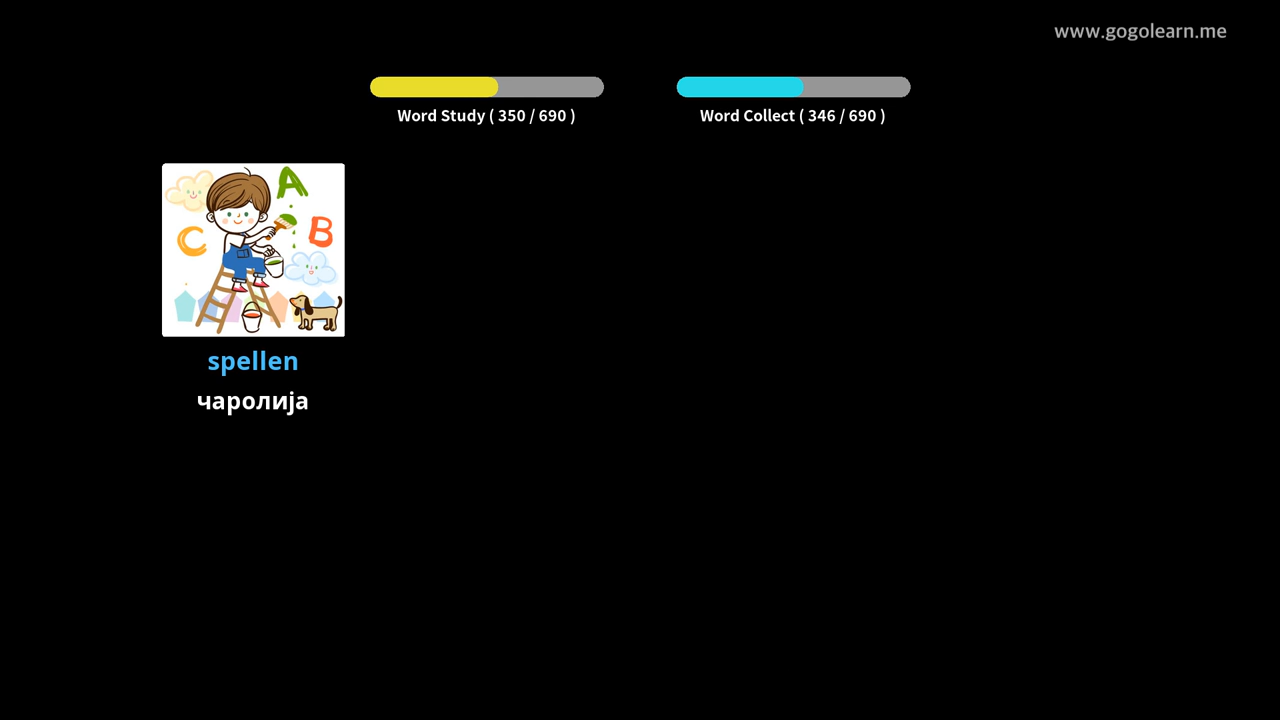 www.gogolearn.me
Word Study ( 350 / 690 )
Word Collect ( 346 / 690 )
A
B
C
spellen
чаролија